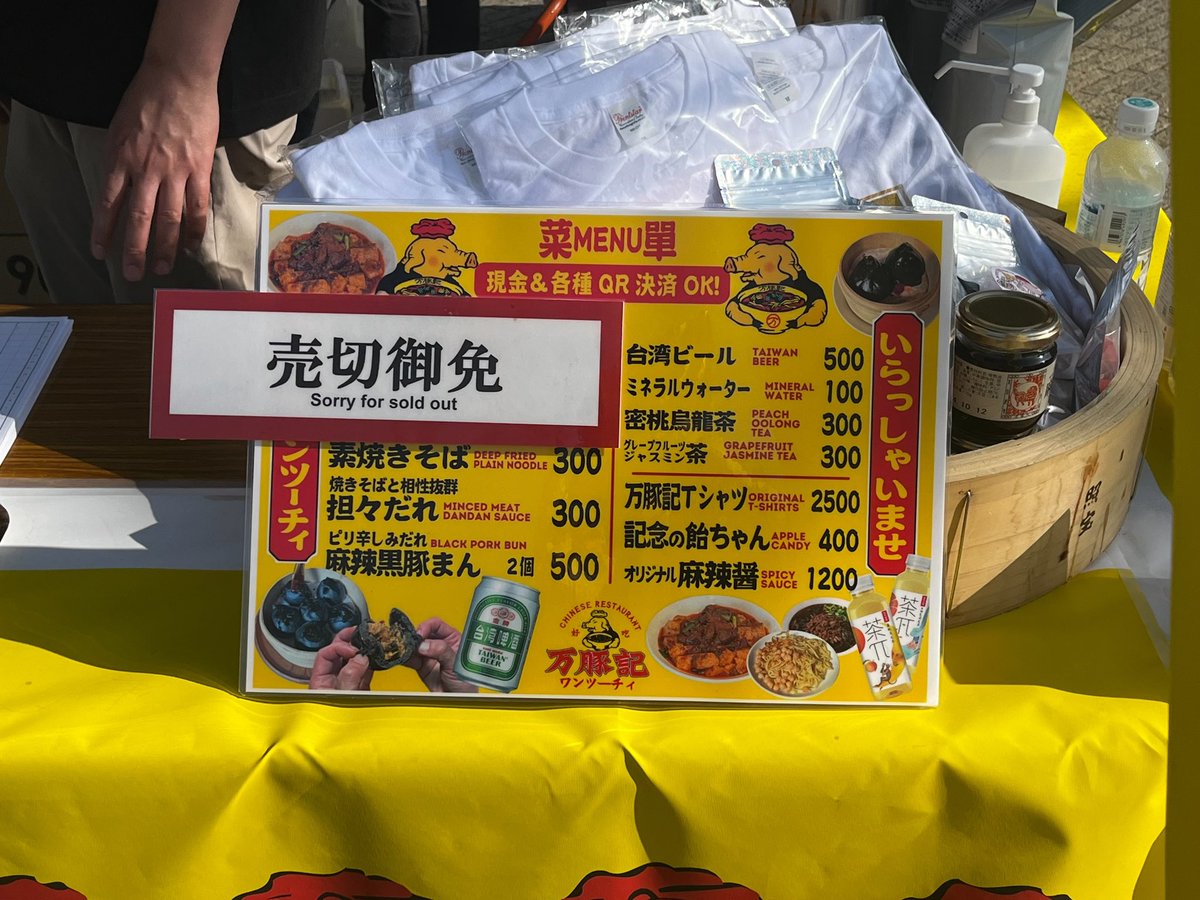 菜MENU單
現金&各種QR決済OK!
売切御免
Sorry for sold out
ンツーチィ
素焼きそば DEEP FRIED PLAIN NOODLE 300
焼きそばと相性抜群
担々だれ MINCED MEAT DANDAN SAUCE 300
ピリ辛しみだれ BLACK PORK BUN
麻辣黒豚まん 2個 500
台湾ビール TAIWAN BEER 500
ミネラルウォーター MINERAL WATER 100
密桃烏龍茶 PEACH OOLONG TEA 300
グレープフルーツ
ジャスミン茶 GRAPEFRUIT JASMINE TEA 300
万豚記Tシャツ ORIGINAL T-SHIRTS 2500
記念の飴ちゃん APPLE CANDY 400
オリジナル麻辣醤 SPICY SAUCE 1200
いらっしゃいませ
CHINESE RESTAURANT
万豚記
ワンツーチィ
台湾啤酒
TAIWAN BEER
茶π
茶π
Printstar
10 12